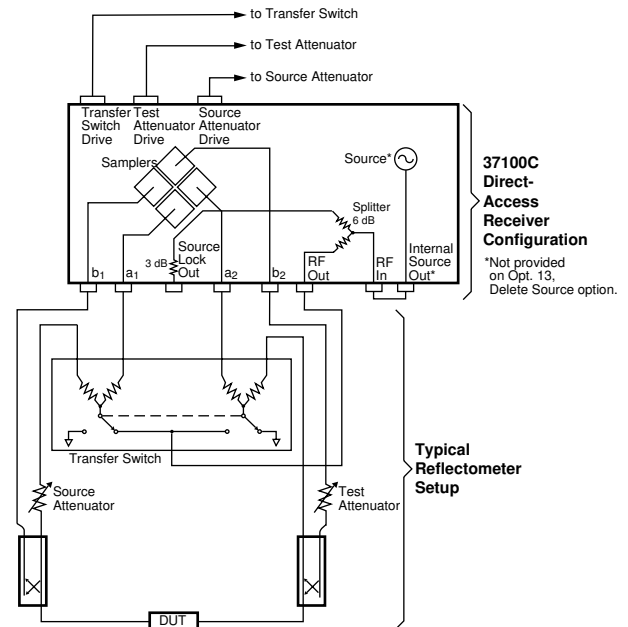 to Transfer Switch
to Test Attenuator
to Source Attenuator
Transfer
Switch
Drive
Test
Attenuator
Drive
Source
Attenuator
Drive
Samplers
Source*
Splitter
6 dB
Source
Lock
Out
3 dB
b1
a1
a2
b2
RF
Out
RF
In
Internal
Source
Out*
37100C
Direct-
Access
Receiver
Configuration
*Not provided
on Opt. 13,
Delete Source option.
Transfer Switch
Source
Attenuator
Test
Attenuator
Typical
Reflectometer
Setup
DUT